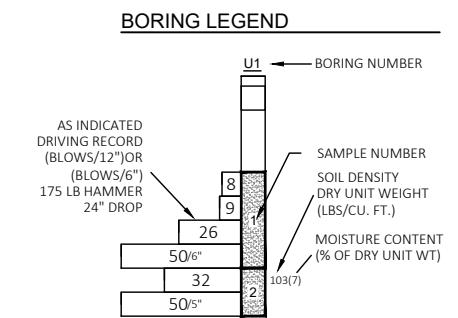 BORING LEGEND
U1
BORING NUMBER
AS INDICATED
DRIVING RECORD
(BLOWS/12")OR
(BLOWS/6")
175 LB HAMMER
24" DROP
SAMPLE NUMBER
SOIL DENSITY
DRY UNIT WEIGHT
(LBS/CU. FT.)
MOISTURE CONTENT
(% OF DRY UNIT WT)
8
9
1
26
50/6"
32
103(7)
2
50/5"